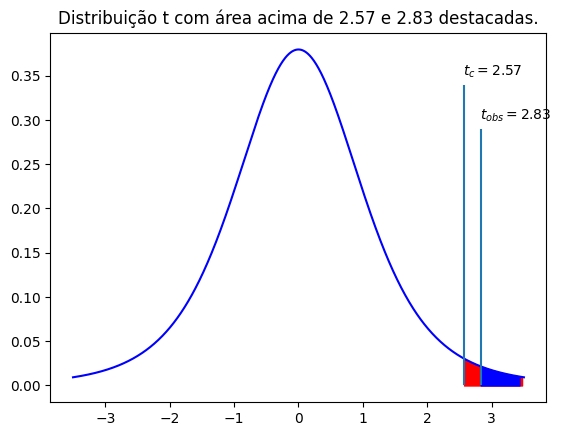 Distribuição t com área acima de 2.57 e 2.83 destacadas.
t_c = 2.57
t_obs = 2.83
0.35
0.30
0.25
0.20
0.15
0.10
0.05
0.00
−3 −2 −1 0 1 2 3